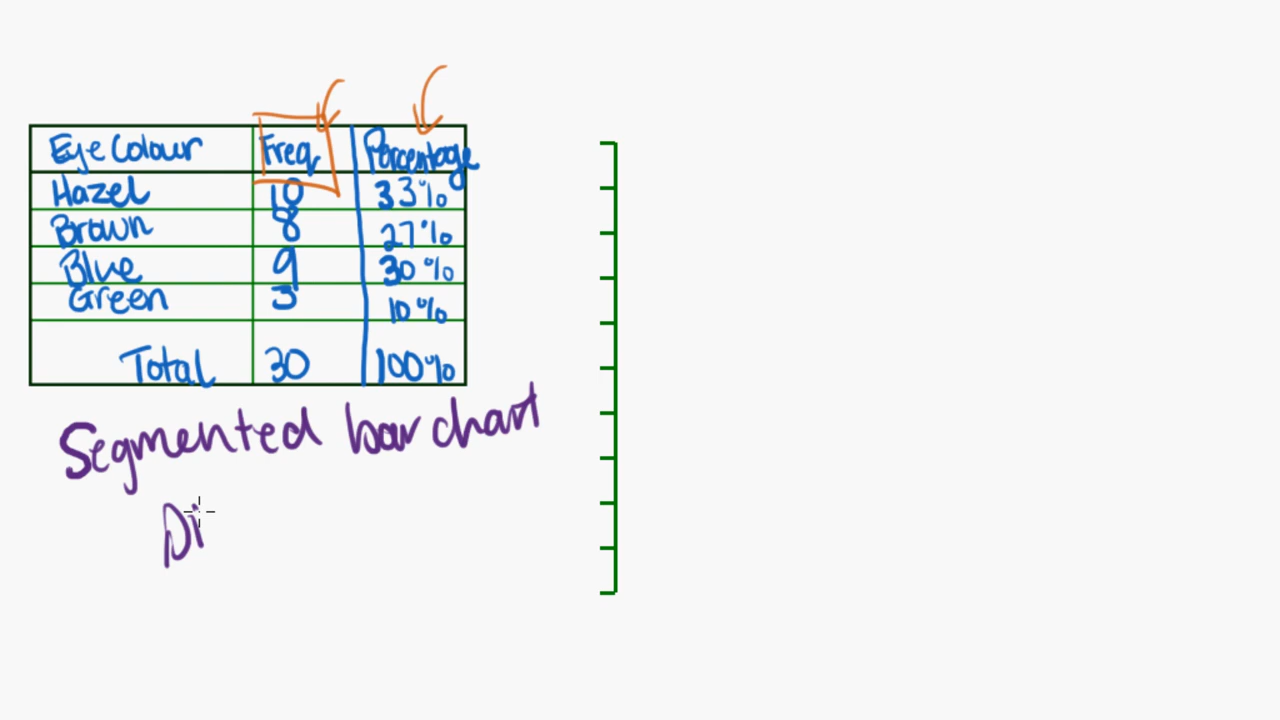 Eye Colour Freq Percentage
Hazel 10 33%
Brown 8 27%
Blue 9 30%
Green 3 10%
Total 30 100%
Segmented bar chart
Di